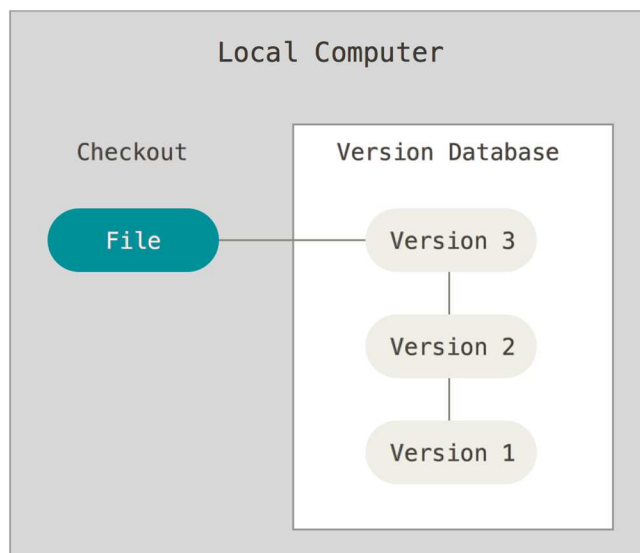 Local Computer
Checkout
Version Database
File
Version 3
Version 2
Version 1